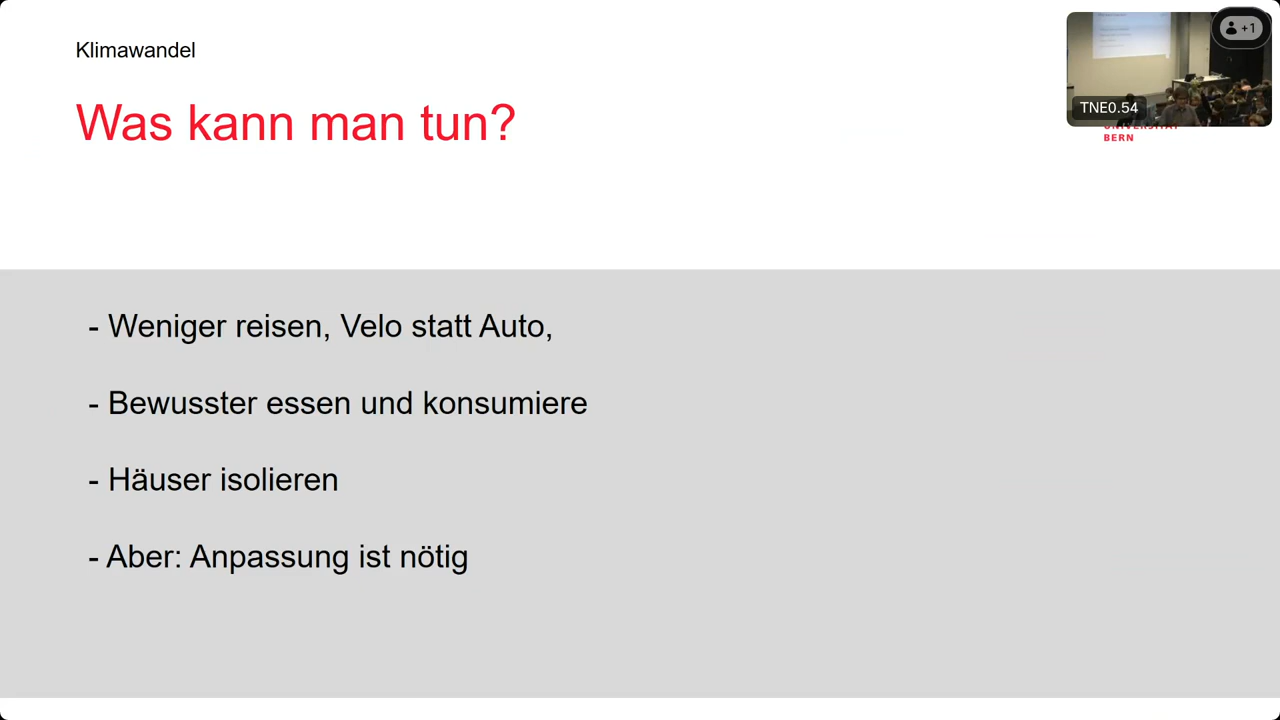 Klimawandel
Was kann man tun?
+1
TNE0.54
UNIVERSITÄT
BERN
- Weniger reisen, Velo statt Auto,
- Bewusster essen und konsumiere
- Häuser isolieren
- Aber: Anpassung ist nötig